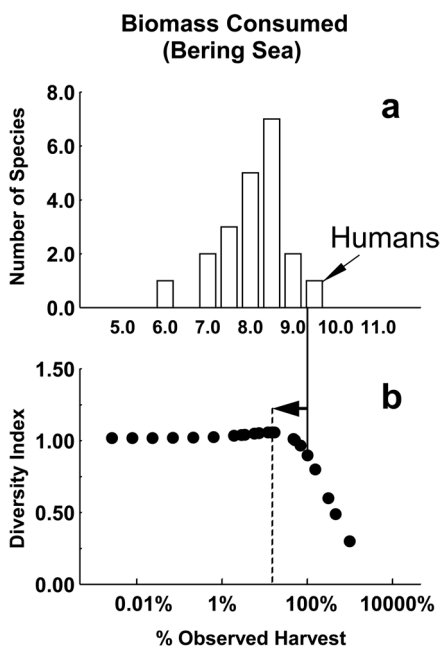 Biomass Consumed
(Bering Sea)
a
8.0
6.0
4.0
2.0
0.0
Number of Species
Humans
5.0 6.0 7.0 8.0 9.0 10.0 11.0
b
1.50
1.00
0.50
0.00
Diversity Index
0.01% 1% 100% 10000%
% Observed Harvest